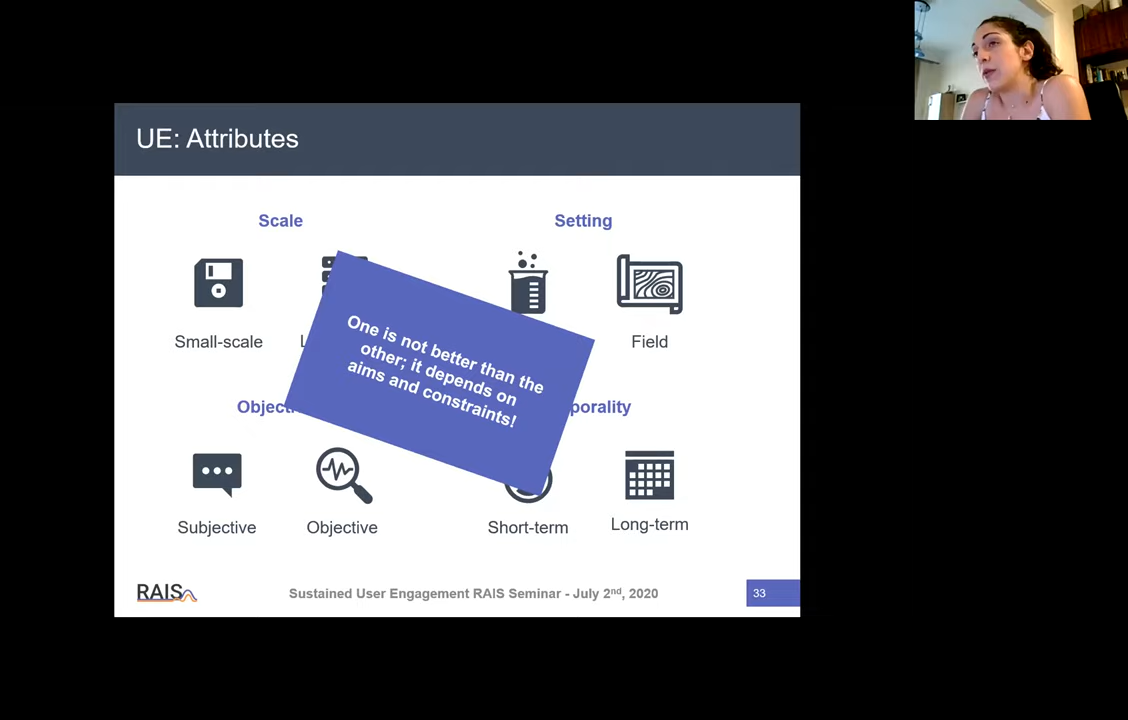 UE: Attributes
Scale
Setting
Small-scale
Field
One is not better than the
other; it depends on
aims and constraints!
Subjective
Objective
Short-term
Long-term
RAIS
Sustained User Engagement RAIS Seminar - July 2nd, 2020
33